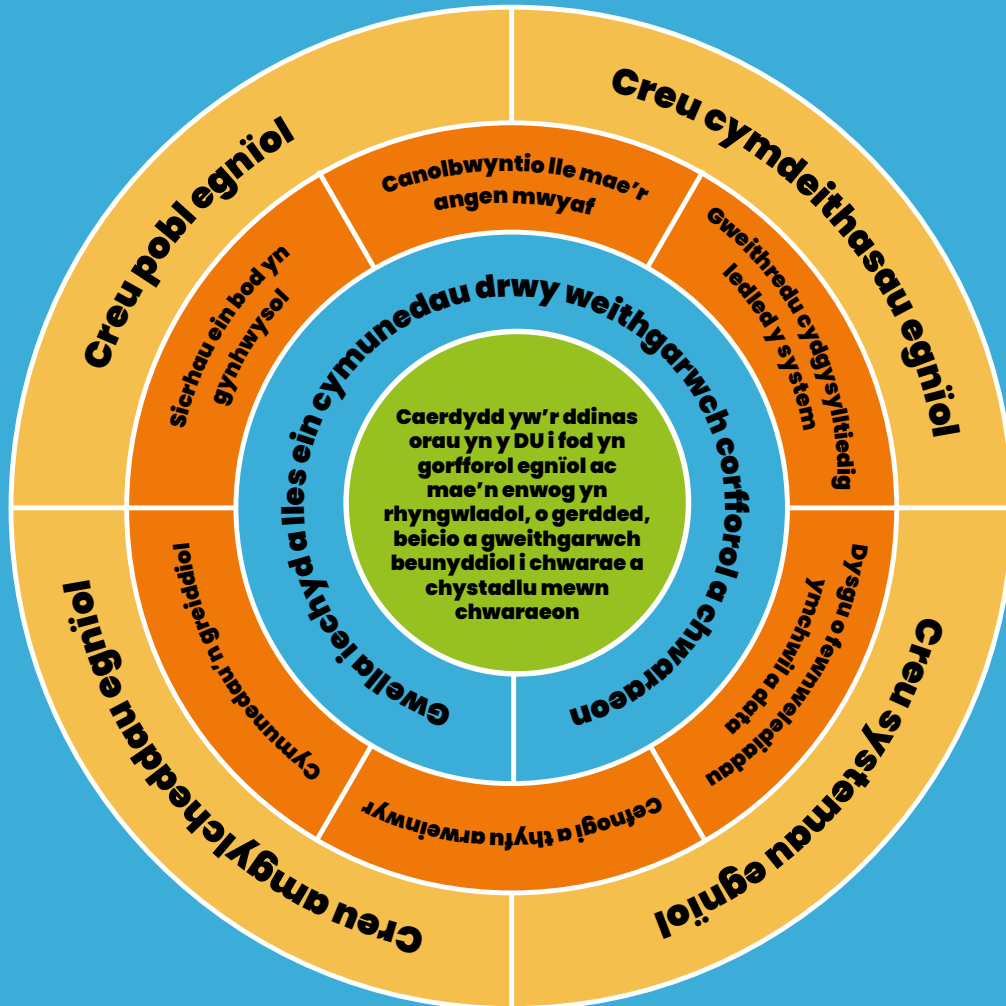 Creu pobl egnïol
Creu cymdeithasau egnïol
Creu systemau egnïol
Creu amgylcheddau egnïol
Canolbwyntio lle mae'r
angen mwyaf
Gweithredu cydgysylltiedig
ledled y system
Dysgu o fewnwelediadau
ymchwil a data
Cefnogi a thyfu arweinwyr
Cymunedau'n greiddiol
Sicrhau ein bod yn
gynhwysol
Gwella iechyd a lles ein cymunedau drwy weithgarwch corfforol a chwaraeon
Caerdydd yw'r ddinas
orau yn y DU i fod yn
gorfforol egnïol ac
mae'n enwog yn
rhyngwladol, o gerdded,
beicio a gweithgarwch
beunyddiol i chwarae a
chystadlu mewn
chwaraeon